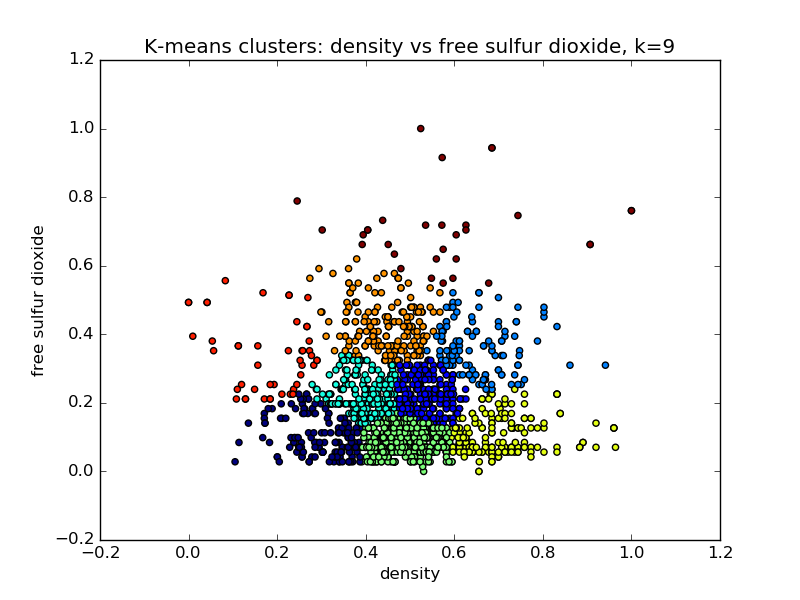 K-means clusters: density vs free sulfur dioxide, k=9
1.2
1.0
0.8
0.6
0.4
0.2
0.0
−0.2
free sulfur dioxide
−0.2 0.0 0.2 0.4 0.6 0.8 1.0 1.2
density